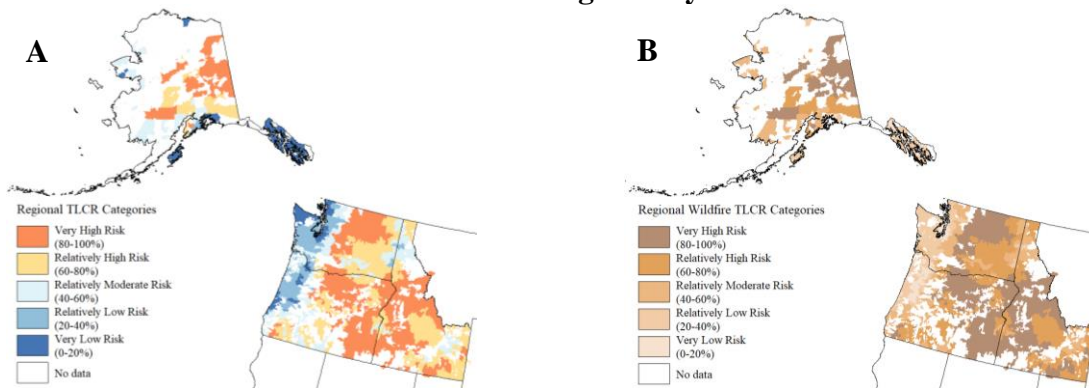 A
B
Regional TLCR Categories
Very High Risk
(80-100%)
Relatively High Risk
(60-80%)
Relatively Moderate Risk
(40-60%)
Relatively Low Risk
(20-40%)
Very Low Risk
(0-20%)
No data
Regional Wildfire TLCR Categories
Very High Risk
(80-100%)
Relatively High Risk
(60-80%)
Relatively Moderate Risk
(40-60%)
Relatively Low Risk
(20-40%)
Very Low Risk
(0-20%)
No data